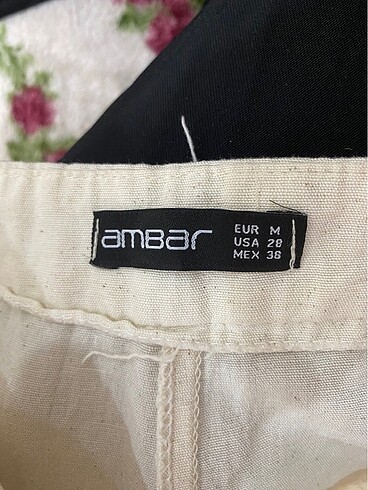 ambar
EUR M
USA 28
MEX 38